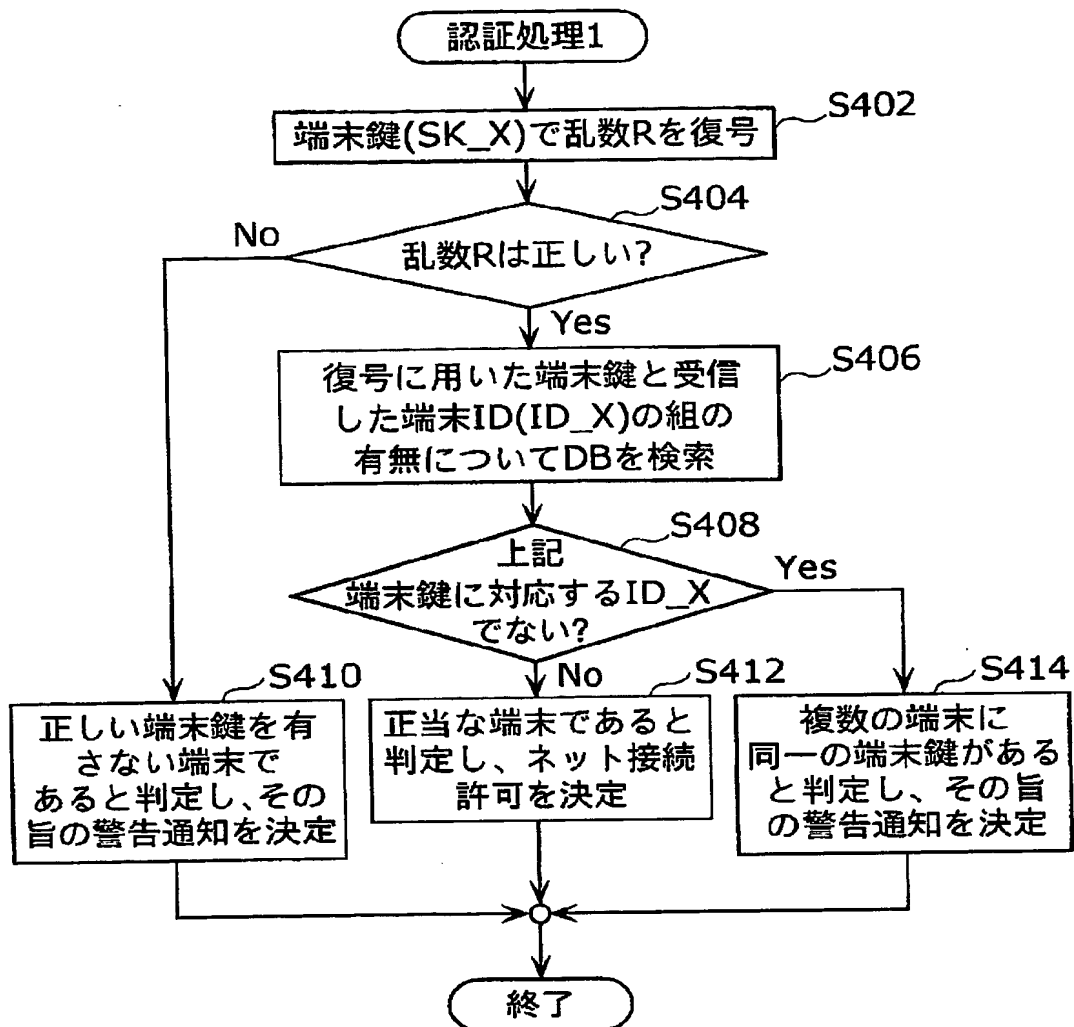 認証処理1
S402
端末鍵(SK_X)で乱数Rを復号
S404
No
乱数Rは正しい?
Yes
S406
復号に用いた端末鍵と受信
した端末ID(ID_X)の組の
有無についてDBを検索
S408
上記
端末鍵に対応するID_X
でない?
Yes
No
S410
正しい端末鍵を有
さない端末で
あると判定し、その
旨の警告通知を決定
S412
正当な端末であると
判定し、ネット接続
許可を決定
S414
複数の端末に
同一の端末鍵がある
と判定し、その旨
の警告通知を決定
終了